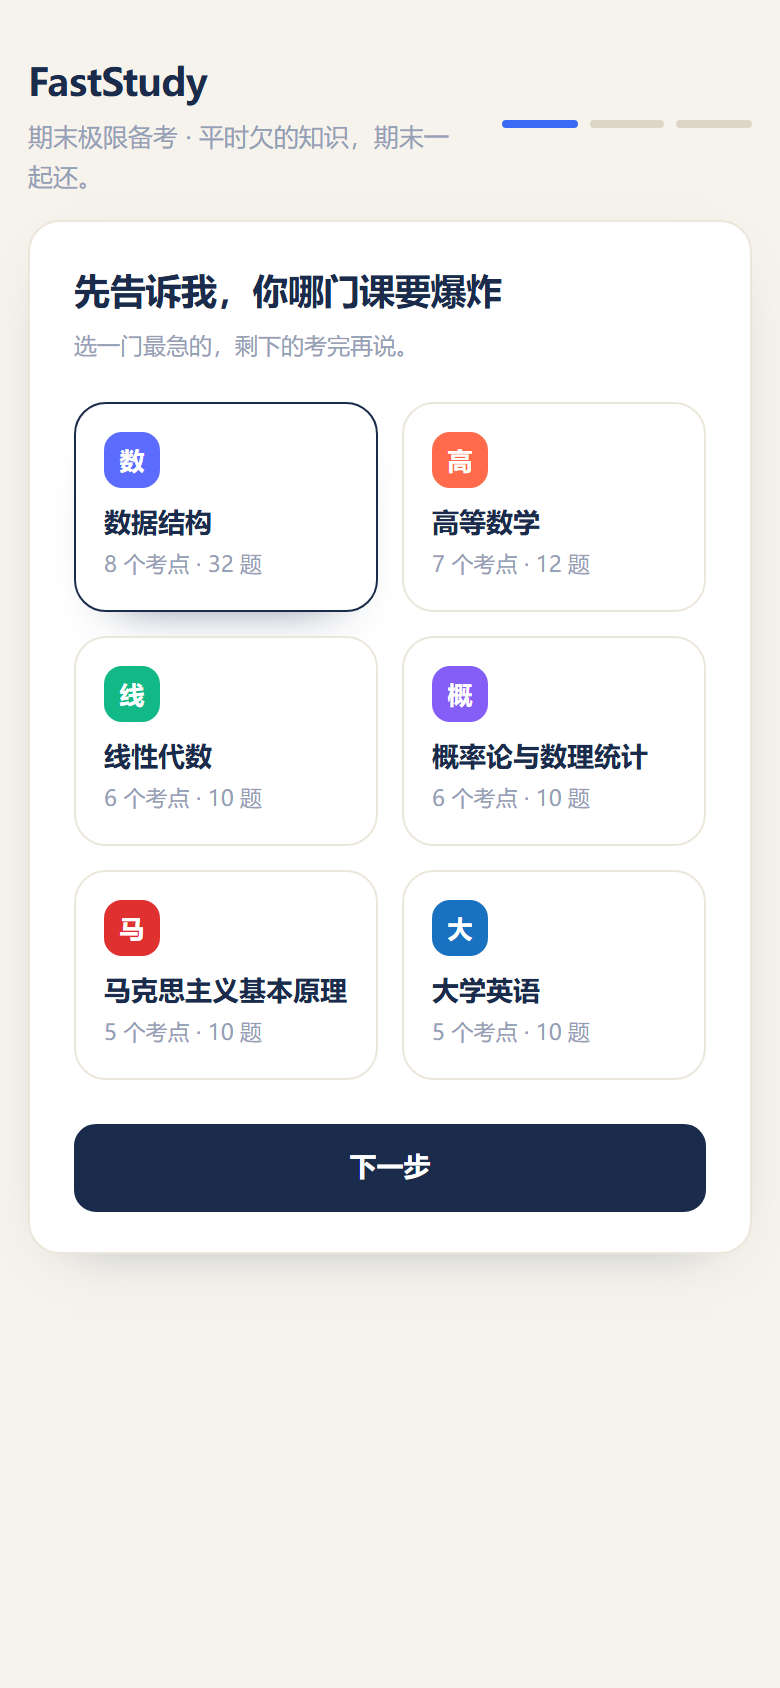 FastStudy
期末极限备考 · 平时欠的知识，期末一
起还。
先告诉我，你哪门课要爆炸
选一门最急的，剩下的考完再说。
数
数据结构
8 个考点 · 32 题
高
高等数学
7 个考点 · 12 题
线
线性代数
6 个考点 · 10 题
概
概率论与数理统计
6 个考点 · 10 题
马
马克思主义基本原理
5 个考点 · 10 题
大
大学英语
5 个考点 · 10 题
下一步